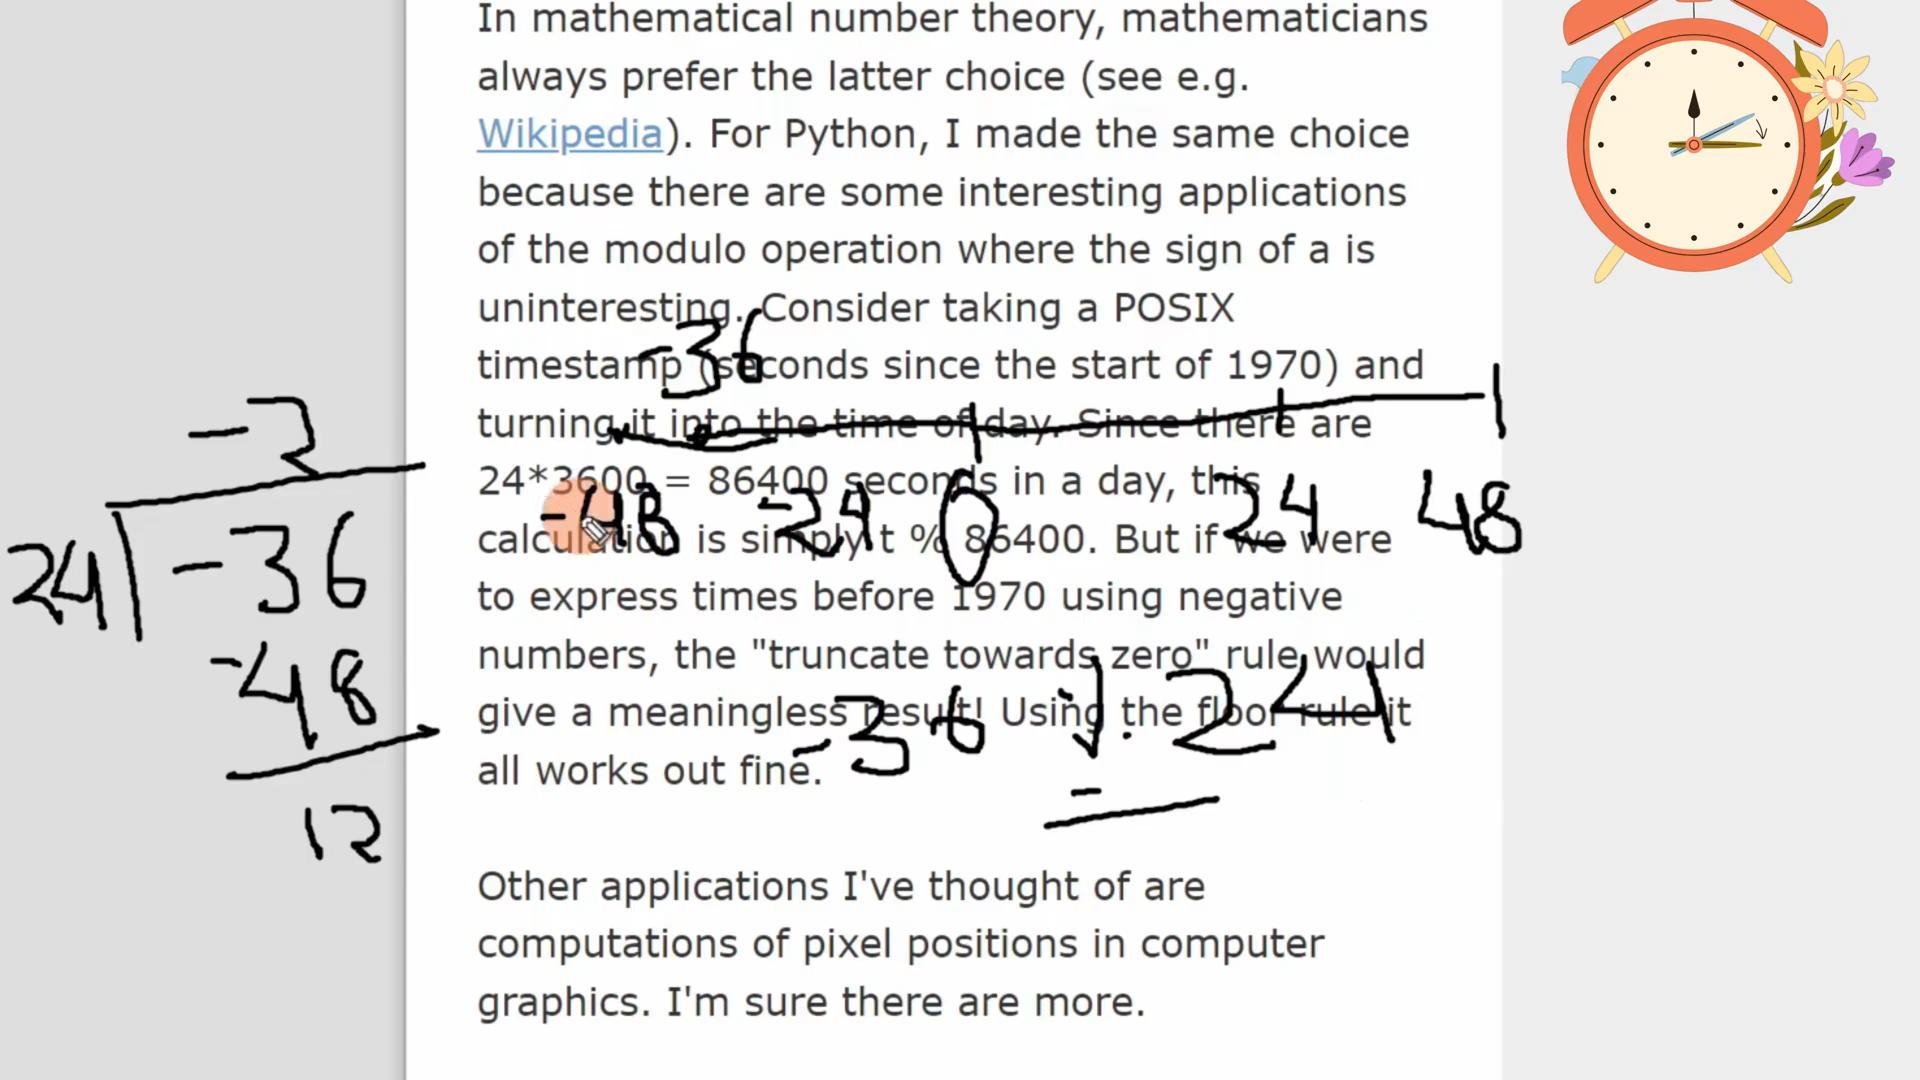 In mathematical number theory, mathematicians
always prefer the latter choice (see e.g.
Wikipedia). For Python, I made the same choice
because there are some interesting applications
of the modulo operation where the sign of a is
uninteresting. Consider taking a POSIX
-36
timestamp (seconds since the start of 1970) and
turning it into the time of day. Since there are
24*3600 = 86400 seconds in a day, this
-48 -24 0 24 48
calculation is simply t % 86400. But if we were
to express times before 1970 using negative
numbers, the "truncate towards zero" rule would
give a meaningless result! Using the floor rule it
-36 % 24
all works out fine.
=
Other applications I've thought of are
computations of pixel positions in computer
graphics. I'm sure there are more.
-2
24 -36
-48
12